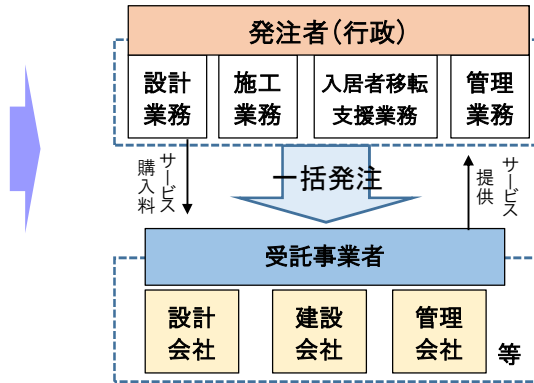 発注者（行政）
設計
業務
施工
業務
入居者移転
支援業務
管理
業務
サービス
購入料
一括発注
サービス
提供
受託事業者
設計
会社
建設
会社
管理
会社
等